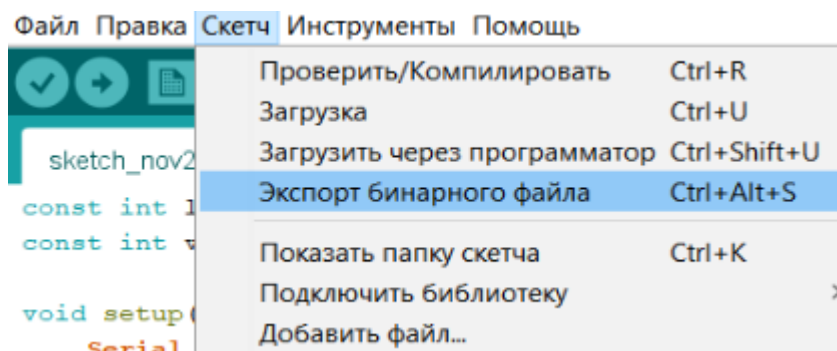 Файл Правка Скетч Инструменты Помощь
Проверить/Компилировать Ctrl+R
Загрузка Ctrl+U
Загрузить через программатор Ctrl+Shift+U
sketch_nov2
Экспорт бинарного файла Ctrl+Alt+S
const int l
const int v
Показать папку скетча Ctrl+K
Подключить библиотеку
void setup(
Добавить файл...
Serial